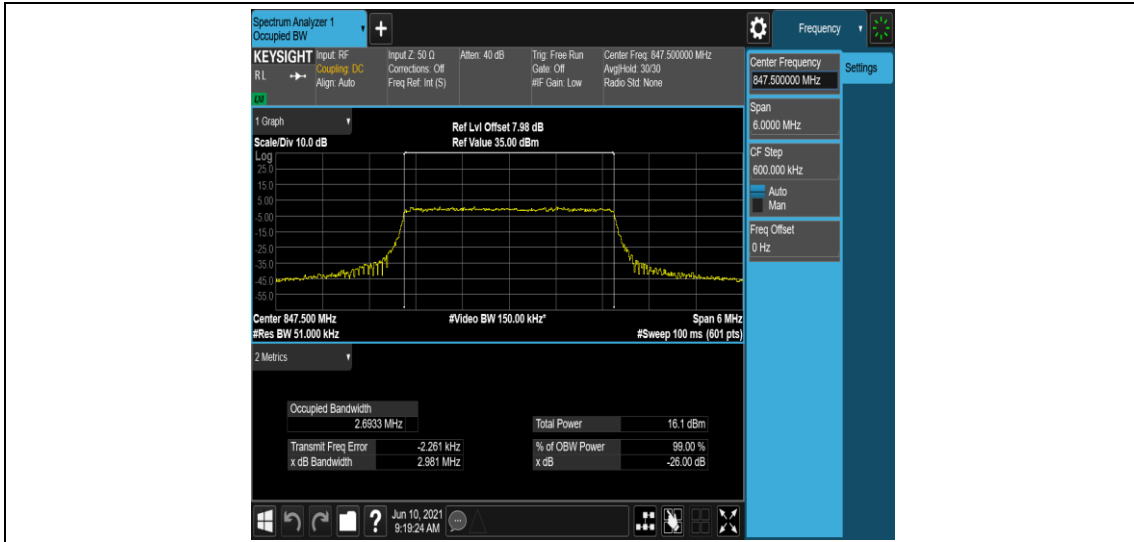 Spectrum Analyzer 1
Occupied BW
+
Frequency
KEYSIGHT
RL
LXI
Input: RF
Coupling: DC
Align: Auto
Input Z: 50 Ω
Corrections: Off
Freq Ref: Int (S)
Atten: 40 dB
Trig: Free Run
Gate: Off
#IF Gain: Low
Center Freq: 847.500000 MHz
Avg|Hold: 30/30
Radio Std: None
Center Frequency
847.500000 MHz
Settings
Span
6.0000 MHz
CF Step
600.000 kHz
Auto
Man
Freq Offset
0 Hz
1 Graph
Scale/Div 10.0 dB
Ref Lvl Offset 7.98 dB
Ref Value 35.00 dBm
Log
25.0
15.0
5.00
-5.00
-15.0
-25.0
-35.0
-45.0
-55.0
Center 847.500 MHz
#Video BW 150.00 kHz*
Span 6 MHz
#Res BW 51.000 kHz
#Sweep 100 ms (601 pts)
2 Metrics
Occupied Bandwidth
2.6933 MHz
Total Power 16.1 dBm
Transmit Freq Error -2.261 kHz
% of OBW Power 99.00 %
x dB Bandwidth 2.981 MHz
x dB -26.00 dB
?
Jun 10, 2021
9:19:24 AM